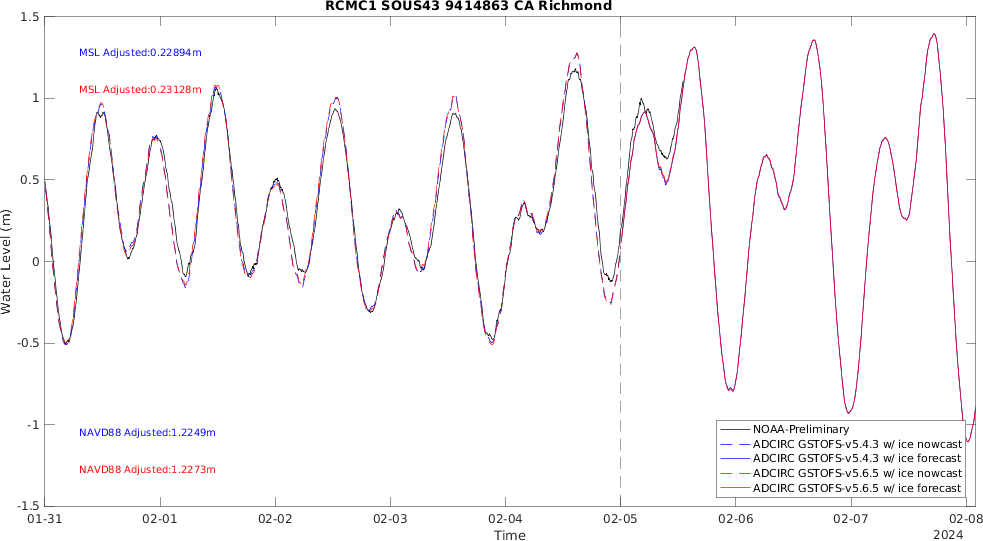 RCMC1 SOUS43 9414863 CA Richmond
1.5
1
0.5
0
-0.5
-1
-1.5
Water Level (m)
MSL Adjusted:0.22894m
MSL Adjusted:0.23128m
NAVD88 Adjusted:1.2249m
NAVD88 Adjusted:1.2273m
NOAA-Preliminary
ADCIRC GSTOFS-v5.4.3 w/ ice nowcast
ADCIRC GSTOFS-v5.4.3 w/ ice forecast
ADCIRC GSTOFS-v5.6.5 w/ ice nowcast
ADCIRC GSTOFS-v5.6.5 w/ ice forecast
01-31 02-01 02-02 02-03 02-04 02-05 02-06 02-07 02-08
Time
2024